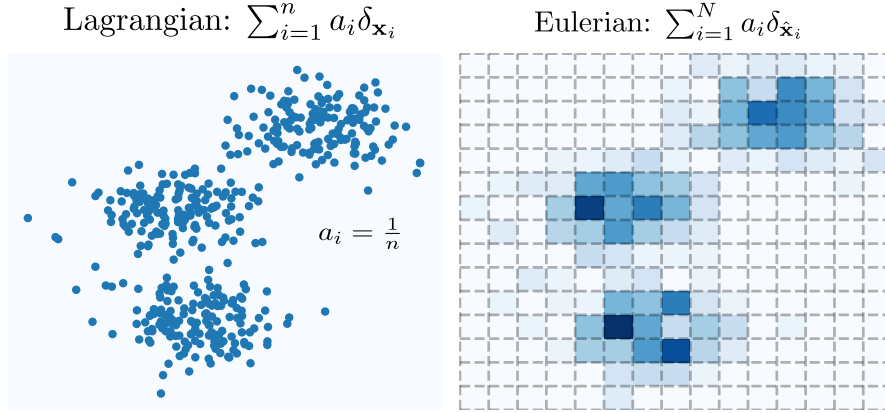 Lagrangian: $\sum_{i=1}^{n} a_i \delta_{\mathbf{x}_i}$
Eulerian: $\sum_{i=1}^{N} a_i \delta_{\hat{\mathbf{x}}_i}$
$a_i = \frac{1}{n}$